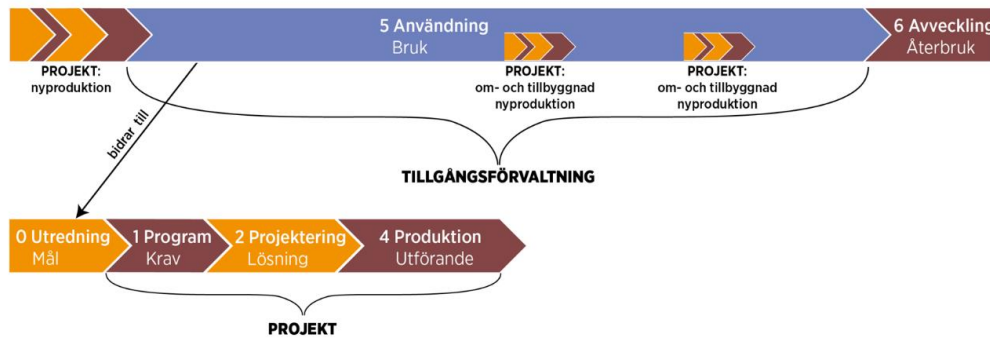 5 Användning
Bruk
6 Avveckling
Återbruk
PROJEKT:
nyproduktion
PROJEKT:
om- och tillbyggnad
nyproduktion
PROJEKT:
om- och tillbyggnad
nyproduktion
bidrar till
TILLGÅNGSFÖRVALTNING
0 Utredning
Mål
1 Program
Krav
2 Projektering
Lösning
4 Produktion
Utförande
PROJEKT